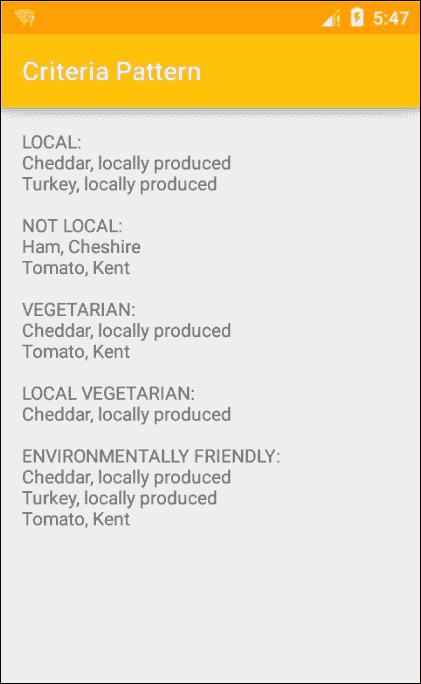 5:47
Criteria Pattern
LOCAL:
Cheddar, locally produced
Turkey, locally produced
NOT LOCAL:
Ham, Cheshire
Tomato, Kent
VEGETARIAN:
Cheddar, locally produced
Tomato, Kent
LOCAL VEGETARIAN:
Cheddar, locally produced
ENVIRONMENTALLY FRIENDLY:
Cheddar, locally produced
Turkey, locally produced
Tomato, Kent